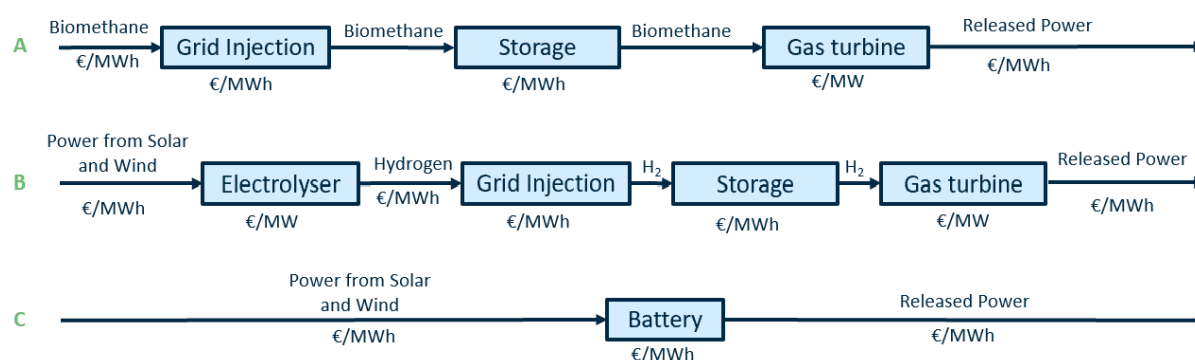 A
Biomethane
€/MWh
Grid Injection
€/MWh
Biomethane
Storage
€/MWh
Biomethane
Gas turbine
€/MW
Released Power
€/MWh
B
Power from Solar
and Wind
€/MWh
Electrolyser
€/MW
Hydrogen
€/MWh
Grid Injection
€/MWh
H₂
Storage
€/MWh
H₂
Gas turbine
€/MW
Released Power
€/MWh
C
Power from Solar
and Wind
€/MWh
Battery
€/MWh
Released Power
€/MWh